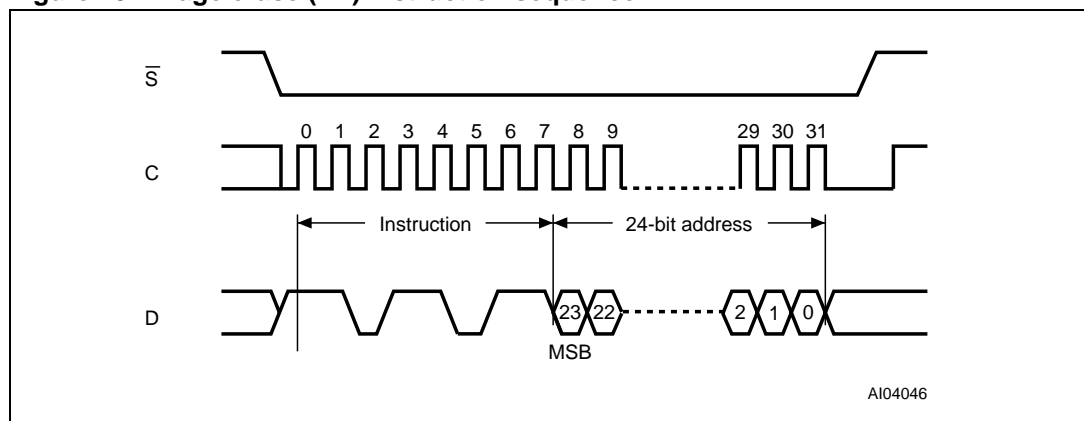 S
0 1 2 3 4 5 6 7 8 9 29 30 31
C
Instruction 24-bit address
D 23 22 2 1 0
MSB
AI04046